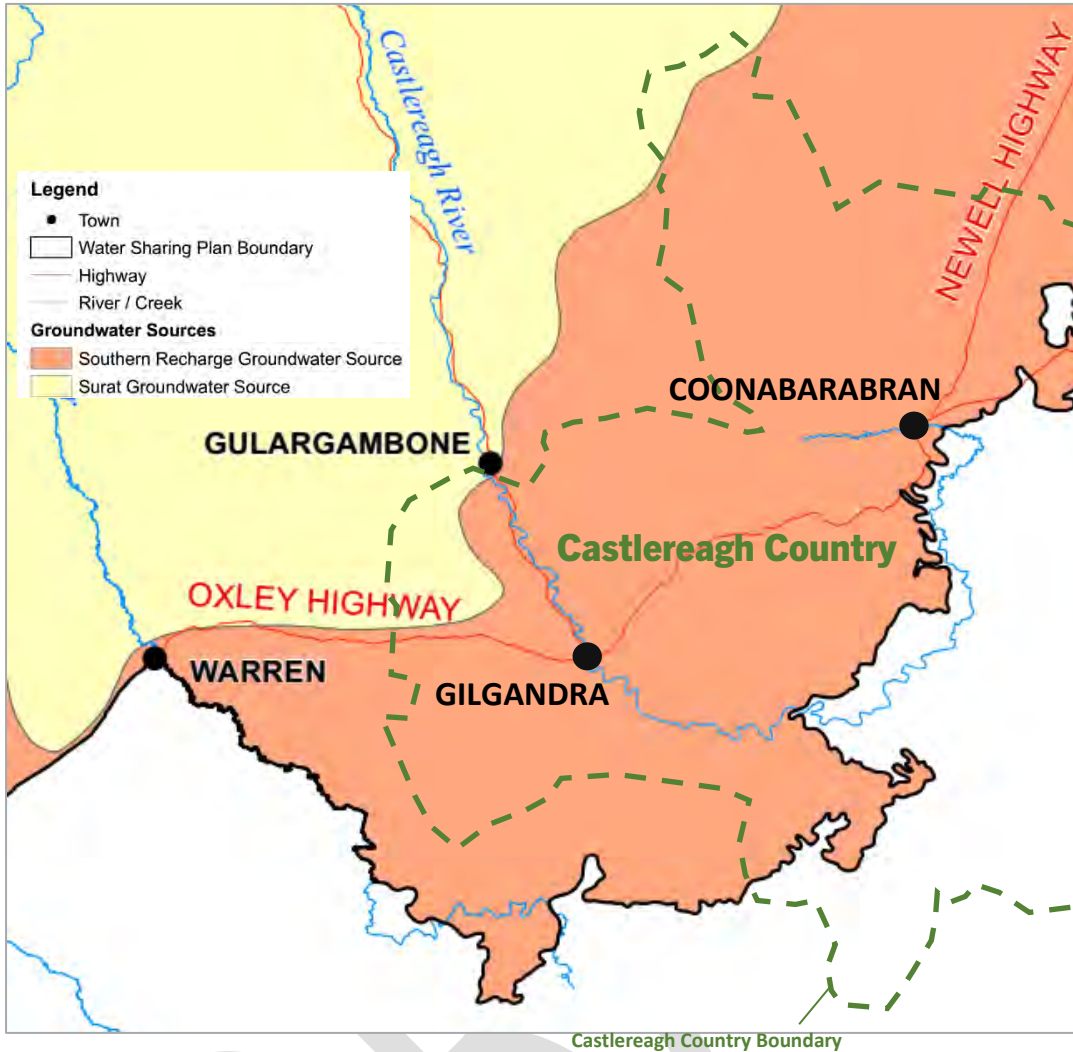 Castlereagh River
NEWELL HIGHWAY
Legend
Town
Water Sharing Plan Boundary
Highway
River / Creek
Groundwater Sources
Southern Recharge Groundwater Source
Surat Groundwater Source
COONABARABRAN
GULARGAMBONE
Castlereagh Country
OXLEY HIGHWAY
WARREN
GILGANDRA
Castlereagh Country Boundary